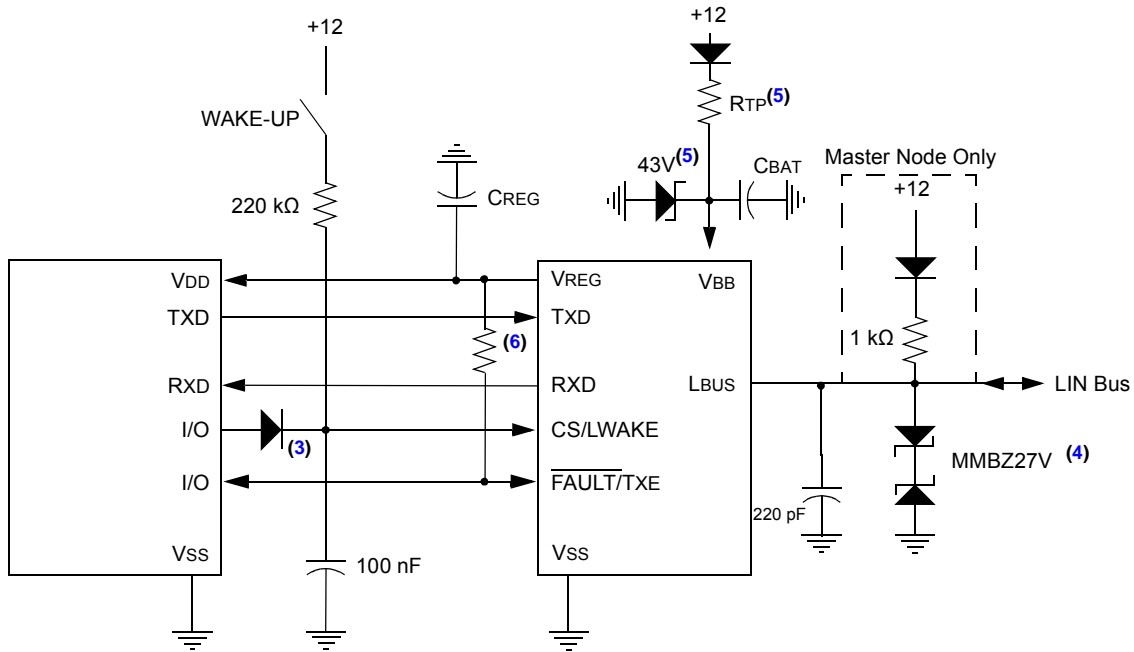 +12
+12
WAKE-UP
RTP(5)
43V(5)
CBAT
Master Node Only
+12
220 kΩ
CREG
VDD
VREG
VBB
TXD
TXD
(6)
1 kΩ
RXD
RXD
LBUS
LIN Bus
I/O
(3)
CS/LWAKE
MMBZ27V (4)
I/O
FAULT/TXE
220 pF
VSS
100 nF
VSS